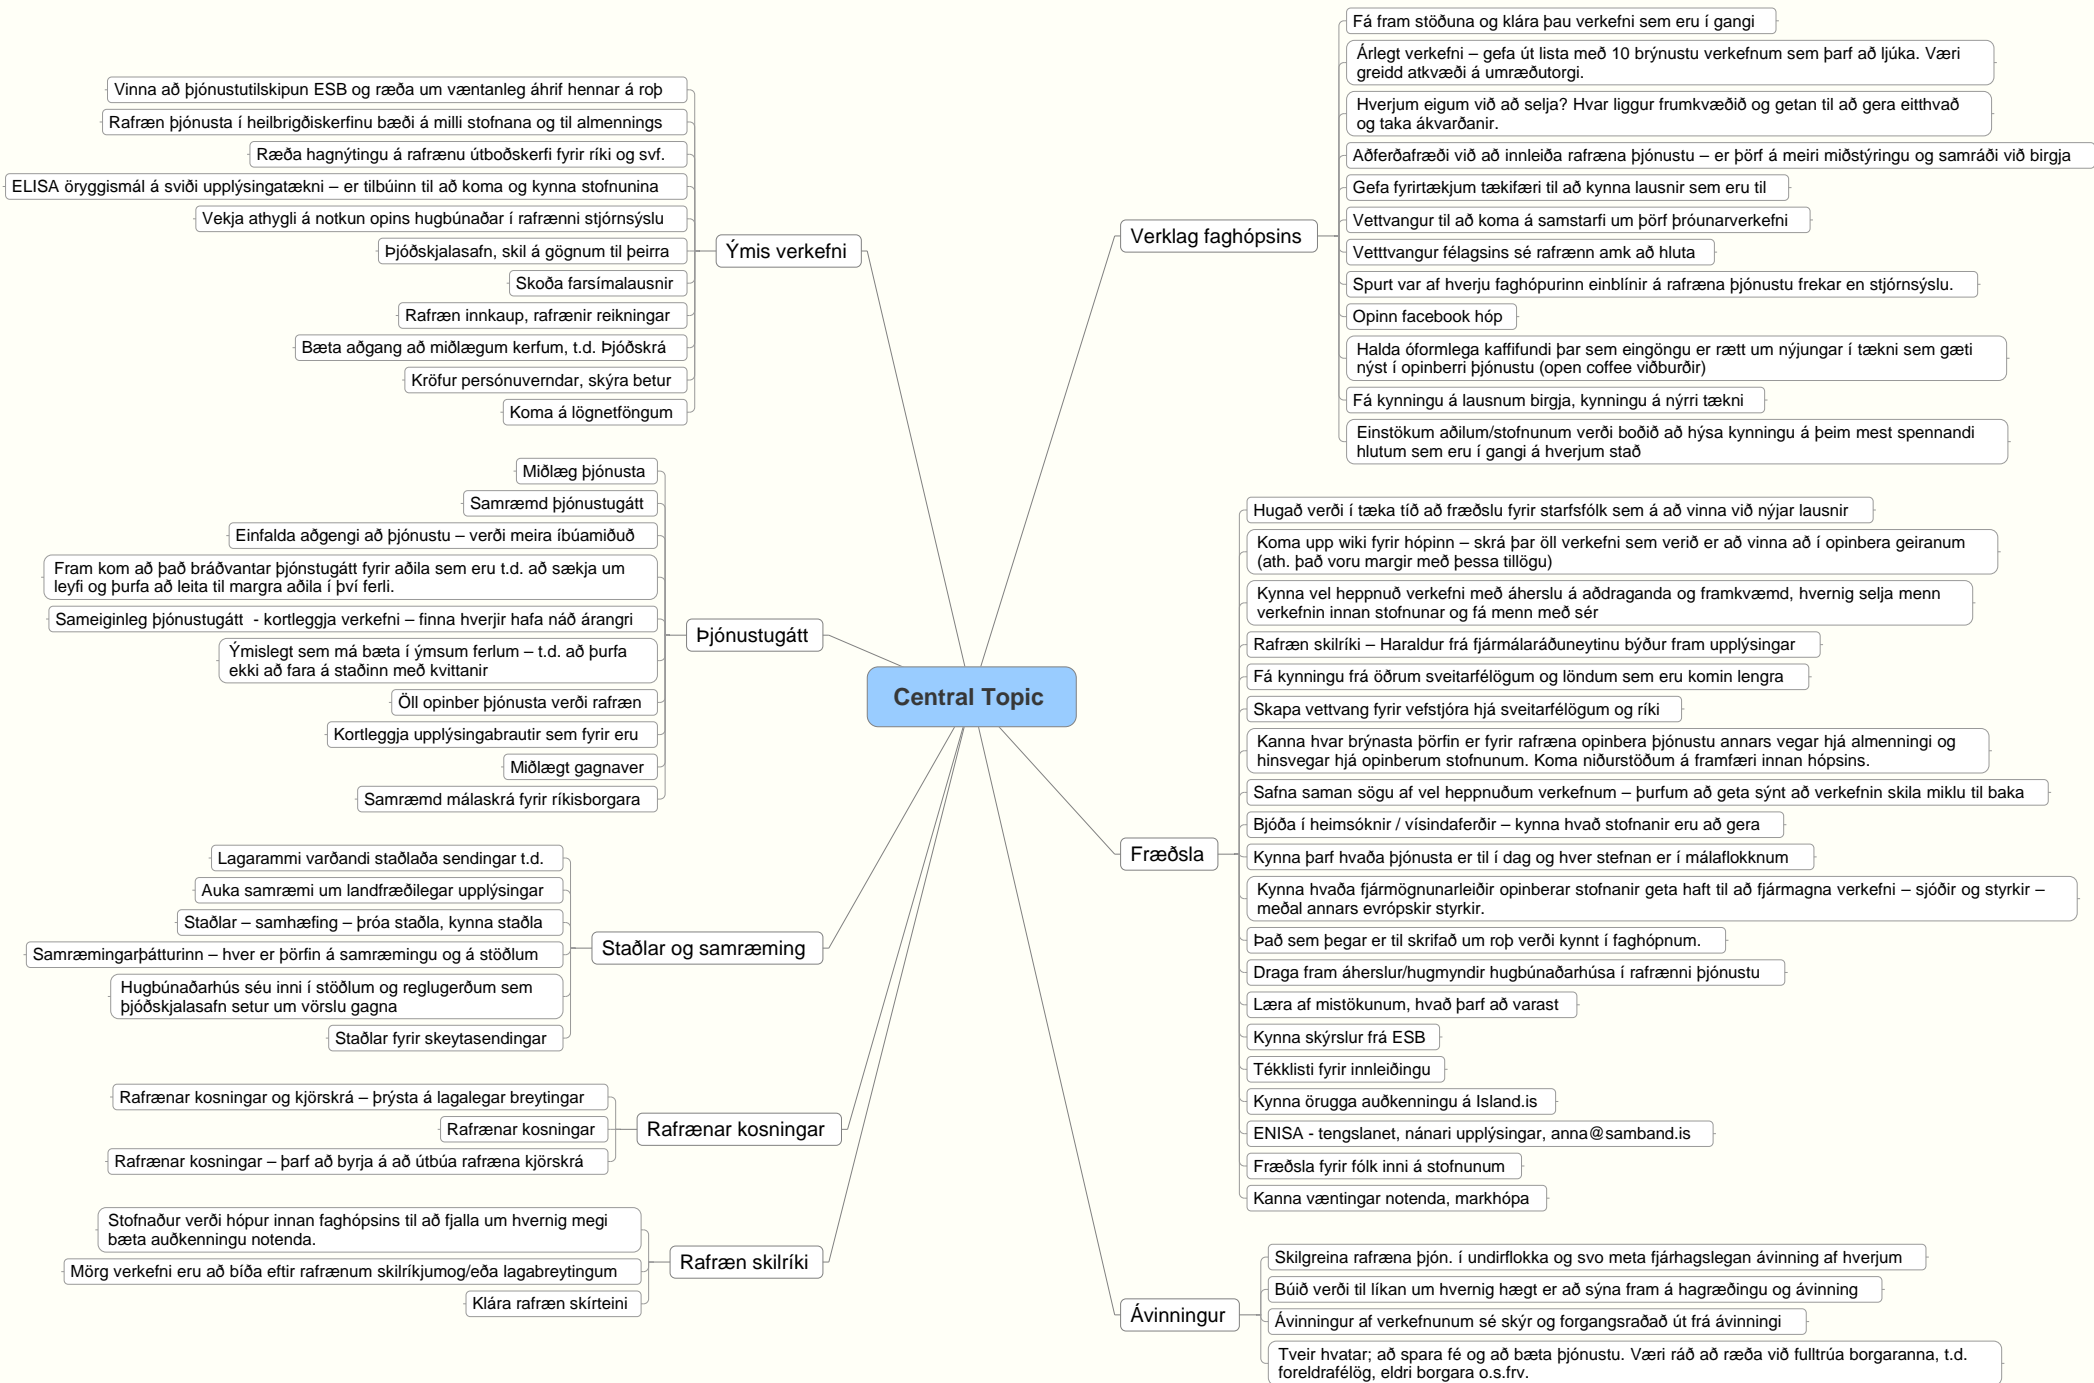 Central Topic
Verklag faghópsins
Fá fram stöðuna og klára þau verkefni sem eru í gangi
Árlegt verkefni – gefa út lista með 10 brýnustu verkefnum sem þarf að ljúka. Væri
greidd atkvæði á umræðutorgi.
Hverjum eigum við að selja? Hvar liggur frumkvæðið og getan til að gera eitthvað
og taka ákvarðanir.
Aðferðafræði við að innleiða rafræna þjónustu – er þörf á meiri miðstýringu og samráði við birgja
Gefa fyrirtækjum tækifæri til að kynna lausnir sem eru til
Vettvangur til að koma á samstarfi um þörf þróunarverkefni
Vetttvangur félagsins sé rafrænn amk að hluta
Spurt var af hverju faghópurinn einblínir á rafræna þjónustu frekar en stjórnsýslu.
Opinn facebook hóp
Halda óformlega kaffifundi þar sem eingöngu er rætt um nýjungar í tækni sem gæti
nýst í opinberri þjónustu (open coffee viðburðir)
Fá kynningu á lausnum birgja, kynningu á nýrri tækni
Einstökum aðilum/stofnunum verði boðið að hýsa kynningu á þeim mest spennandi
hlutum sem eru í gangi á hverjum stað
Fræðsla
Hugað verði í tæka tíð að fræðslu fyrir starfsfólk sem á að vinna við nýjar lausnir
Koma upp wiki fyrir hópinn – skrá þar öll verkefni sem verið er að vinna að í opinbera geiranum
(ath. það voru margir með þessa tillögu)
Kynna vel heppnuð verkefni með áherslu á aðdraganda og framkvæmd, hvernig selja menn
verkefnin innan stofnunar og fá menn með sér
Rafræn skilríki – Haraldur frá fjármálaráðuneytinu býður fram upplýsingar
Fá kynningu frá öðrum sveitarfélögum og löndum sem eru komin lengra
Skapa vettvang fyrir vefstjóra hjá sveitarfélögum og ríki
Kanna hvar brýnasta þörfin er fyrir rafræna opinbera þjónustu annars vegar hjá almenningi og
hinsvegar hjá opinberum stofnunum. Koma niðurstöðum á framfæri innan hópsins.
Safna saman sögu af vel heppnuðum verkefnum – þurfum að geta sýnt að verkefnin skila miklu til baka
Bjóða í heimsóknir / vísindaferðir – kynna hvað stofnanir eru að gera
Kynna þarf hvaða þjónusta er til í dag og hver stefnan er í málaflokknum
Kynna hvaða fjármögnunarleiðir opinberar stofnanir geta haft til að fjármagna verkefni – sjóðir og styrkir –
meðal annars evrópskir styrkir.
Það sem þegar er til skrifað um roþ verði kynnt í faghópnum.
Draga fram áherslur/hugmyndir hugbúnaðarhúsa í rafrænni þjónustu
Læra af mistökunum, hvað þarf að varast
Kynna skýrslur frá ESB
Tékklisti fyrir innleiðingu
Kynna örugga auðkenningu á Island.is
ENISA - tengslanet, nánari upplýsingar, anna@samband.is
Fræðsla fyrir fólk inni á stofnunum
Kanna væntingar notenda, markhópa
Ávinningur
Skilgreina rafræna þjón. í undirflokka og svo meta fjárhagslegan ávinning af hverjum
Búið verði til líkan um hvernig hægt er að sýna fram á hagræðingu og ávinning
Ávinningur af verkefnunum sé skýr og forgangsraðað út frá ávinningi
Tveir hvatar; að spara fé og að bæta þjónustu. Væri ráð að ræða við fulltrúa borgaranna, t.d.
foreldrafélög, eldri borgara o.s.frv.
Ýmis verkefni
Vinna að þjónustutilskipun ESB og ræða um væntanleg áhrif hennar á roþ
Rafræn þjónusta í heilbrigðiskerfinu bæði á milli stofnana og til almennings
Ræða hagnýtingu á rafrænu útboðskerfi fyrir ríki og svf.
ELISA öryggismál á sviði upplýsingatækni – er tilbúinn til að koma og kynna stofnunina
Vekja athygli á notkun opins hugbúnaðar í rafrænni stjórnsýslu
Þjóðskjalasafn, skil á gögnum til þeirra
Skoða farsímalausnir
Rafræn innkaup, rafrænir reikningar
Bæta aðgang að miðlægum kerfum, t.d. Þjóðskrá
Kröfur persónuverndar, skýra betur
Koma á lögnetföngum
Þjónustugátt
Miðlæg þjónusta
Samræmd þjónustugátt
Einfalda aðgengi að þjónustu – verði meira íbúamiðuð
Fram kom að það bráðvantar þjónstugátt fyrir aðila sem eru t.d. að sækja um
leyfi og þurfa að leita til margra aðila í því ferli.
Sameiginleg þjónustugátt  - kortleggja verkefni – finna hverjir hafa náð árangri
Ýmislegt sem má bæta í ýmsum ferlum – t.d. að þurfa
ekki að fara á staðinn með kvittanir
Öll opinber þjónusta verði rafræn
Kortleggja upplýsingabrautir sem fyrir eru
Miðlægt gagnaver
Samræmd málaskrá fyrir ríkisborgara
Staðlar og samræming
Lagarammi varðandi staðlaða sendingar t.d.
Auka samræmi um landfræðilegar upplýsingar
Staðlar – samhæfing – þróa staðla, kynna staðla
Samræmingarþátturinn – hver er þörfin á samræmingu og á stöðlum
Hugbúnaðarhús séu inni í stöðlum og reglugerðum sem
þjóðskjalasafn setur um vörslu gagna
Staðlar fyrir skeytasendingar
Rafrænar kosningar
Rafrænar kosningar og kjörskrá – þrýsta á lagalegar breytingar
Rafrænar kosningar
Rafrænar kosningar – þarf að byrja á að útbúa rafræna kjörskrá
Rafræn skilríki
Stofnaður verði hópur innan faghópsins til að fjalla um hvernig megi
bæta auðkenningu notenda.
Mörg verkefni eru að bíða eftir rafrænum skilríkjumog/eða lagabreytingum
Klára rafræn skírteini